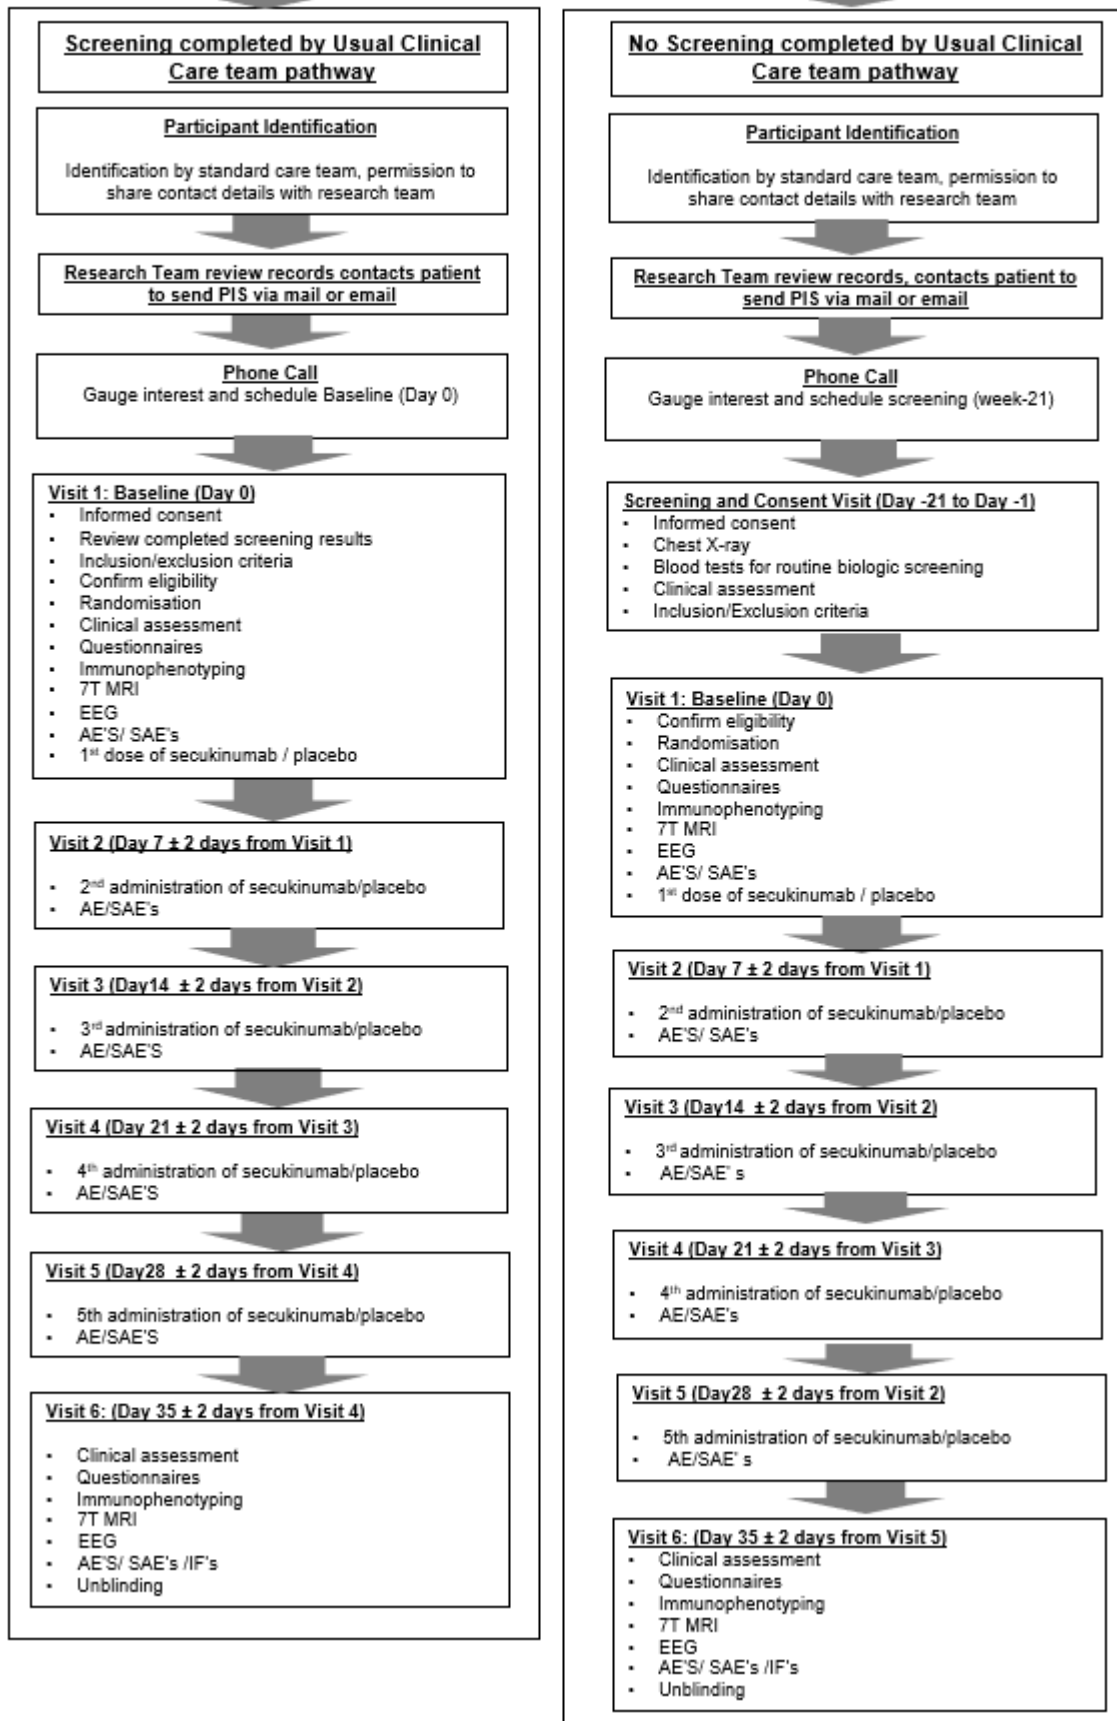 Screening completed by Usual Clinical
Care team pathway
Participant Identification
Identification by standard care team, permission to
share contact details with research team
Research Team review records contacts patient
to send PIS via mail or email
Phone Call
Gauge interest and schedule Baseline (Day 0)
Visit 1: Baseline (Day 0)
▪ Informed consent
▪ Review completed screening results
▪ Inclusion/exclusion criteria
▪ Confirm eligibility
▪ Randomisation
▪ Clinical assessment
▪ Questionnaires
▪ Immunophenotyping
▪ 7T MRI
▪ EEG
▪ AE'S/ SAE's
▪ 1st dose of secukinumab / placebo
Visit 2 (Day 7 ± 2 days from Visit 1)
▪ 2nd administration of secukinumab/placebo
▪ AE/SAE's
Visit 3 (Day14 ± 2 days from Visit 2)
▪ 3rd administration of secukinumab/placebo
▪ AE/SAE'S
Visit 4 (Day 21 ± 2 days from Visit 3)
▪ 4th administration of secukinumab/placebo
▪ AE/SAE'S
Visit 5 (Day28 ± 2 days from Visit 4)
▪ 5th administration of secukinumab/placebo
▪ AE/SAE'S
Visit 6: (Day 35 ± 2 days from Visit 4)
▪ Clinical assessment
▪ Questionnaires
▪ Immunophenotyping
▪ 7T MRI
▪ EEG
▪ AE'S/ SAE's /IF's
▪ Unblinding
No Screening completed by Usual Clinical
Care team pathway
Participant Identification
Identification by standard care team, permission to
share contact details with research team
Research Team review records, contacts patient to
send PIS via mail or email
Phone Call
Gauge interest and schedule screening (week-21)
Screening and Consent Visit (Day -21 to Day -1)
▪ Informed consent
▪ Chest X-ray
▪ Blood tests for routine biologic screening
▪ Clinical assessment
▪ Inclusion/Exclusion criteria
Visit 1: Baseline (Day 0)
▪ Confirm eligibility
▪ Randomisation
▪ Clinical assessment
▪ Questionnaires
▪ Immunophenotyping
▪ 7T MRI
▪ EEG
▪ AE'S/ SAE's
▪ 1st dose of secukinumab / placebo
Visit 2 (Day 7 ± 2 days from Visit 1)
▪ 2nd administration of secukinumab/placebo
▪ AE'S/ SAE's
Visit 3 (Day14 ± 2 days from Visit 2)
▪ 3rd administration of secukinumab/placebo
▪ AE/SAE' s
Visit 4 (Day 21 ± 2 days from Visit 3)
▪ 4th administration of secukinumab/placebo
▪ AE/SAE's
Visit 5 (Day28 ± 2 days from Visit 2)
▪ 5th administration of secukinumab/placebo
▪ AE/SAE' s
Visit 6: (Day 35 ± 2 days from Visit 5)
▪ Clinical assessment
▪ Questionnaires
▪ Immunophenotyping
▪ 7T MRI
▪ EEG
▪ AE'S/ SAE's /IF's
▪ Unblinding